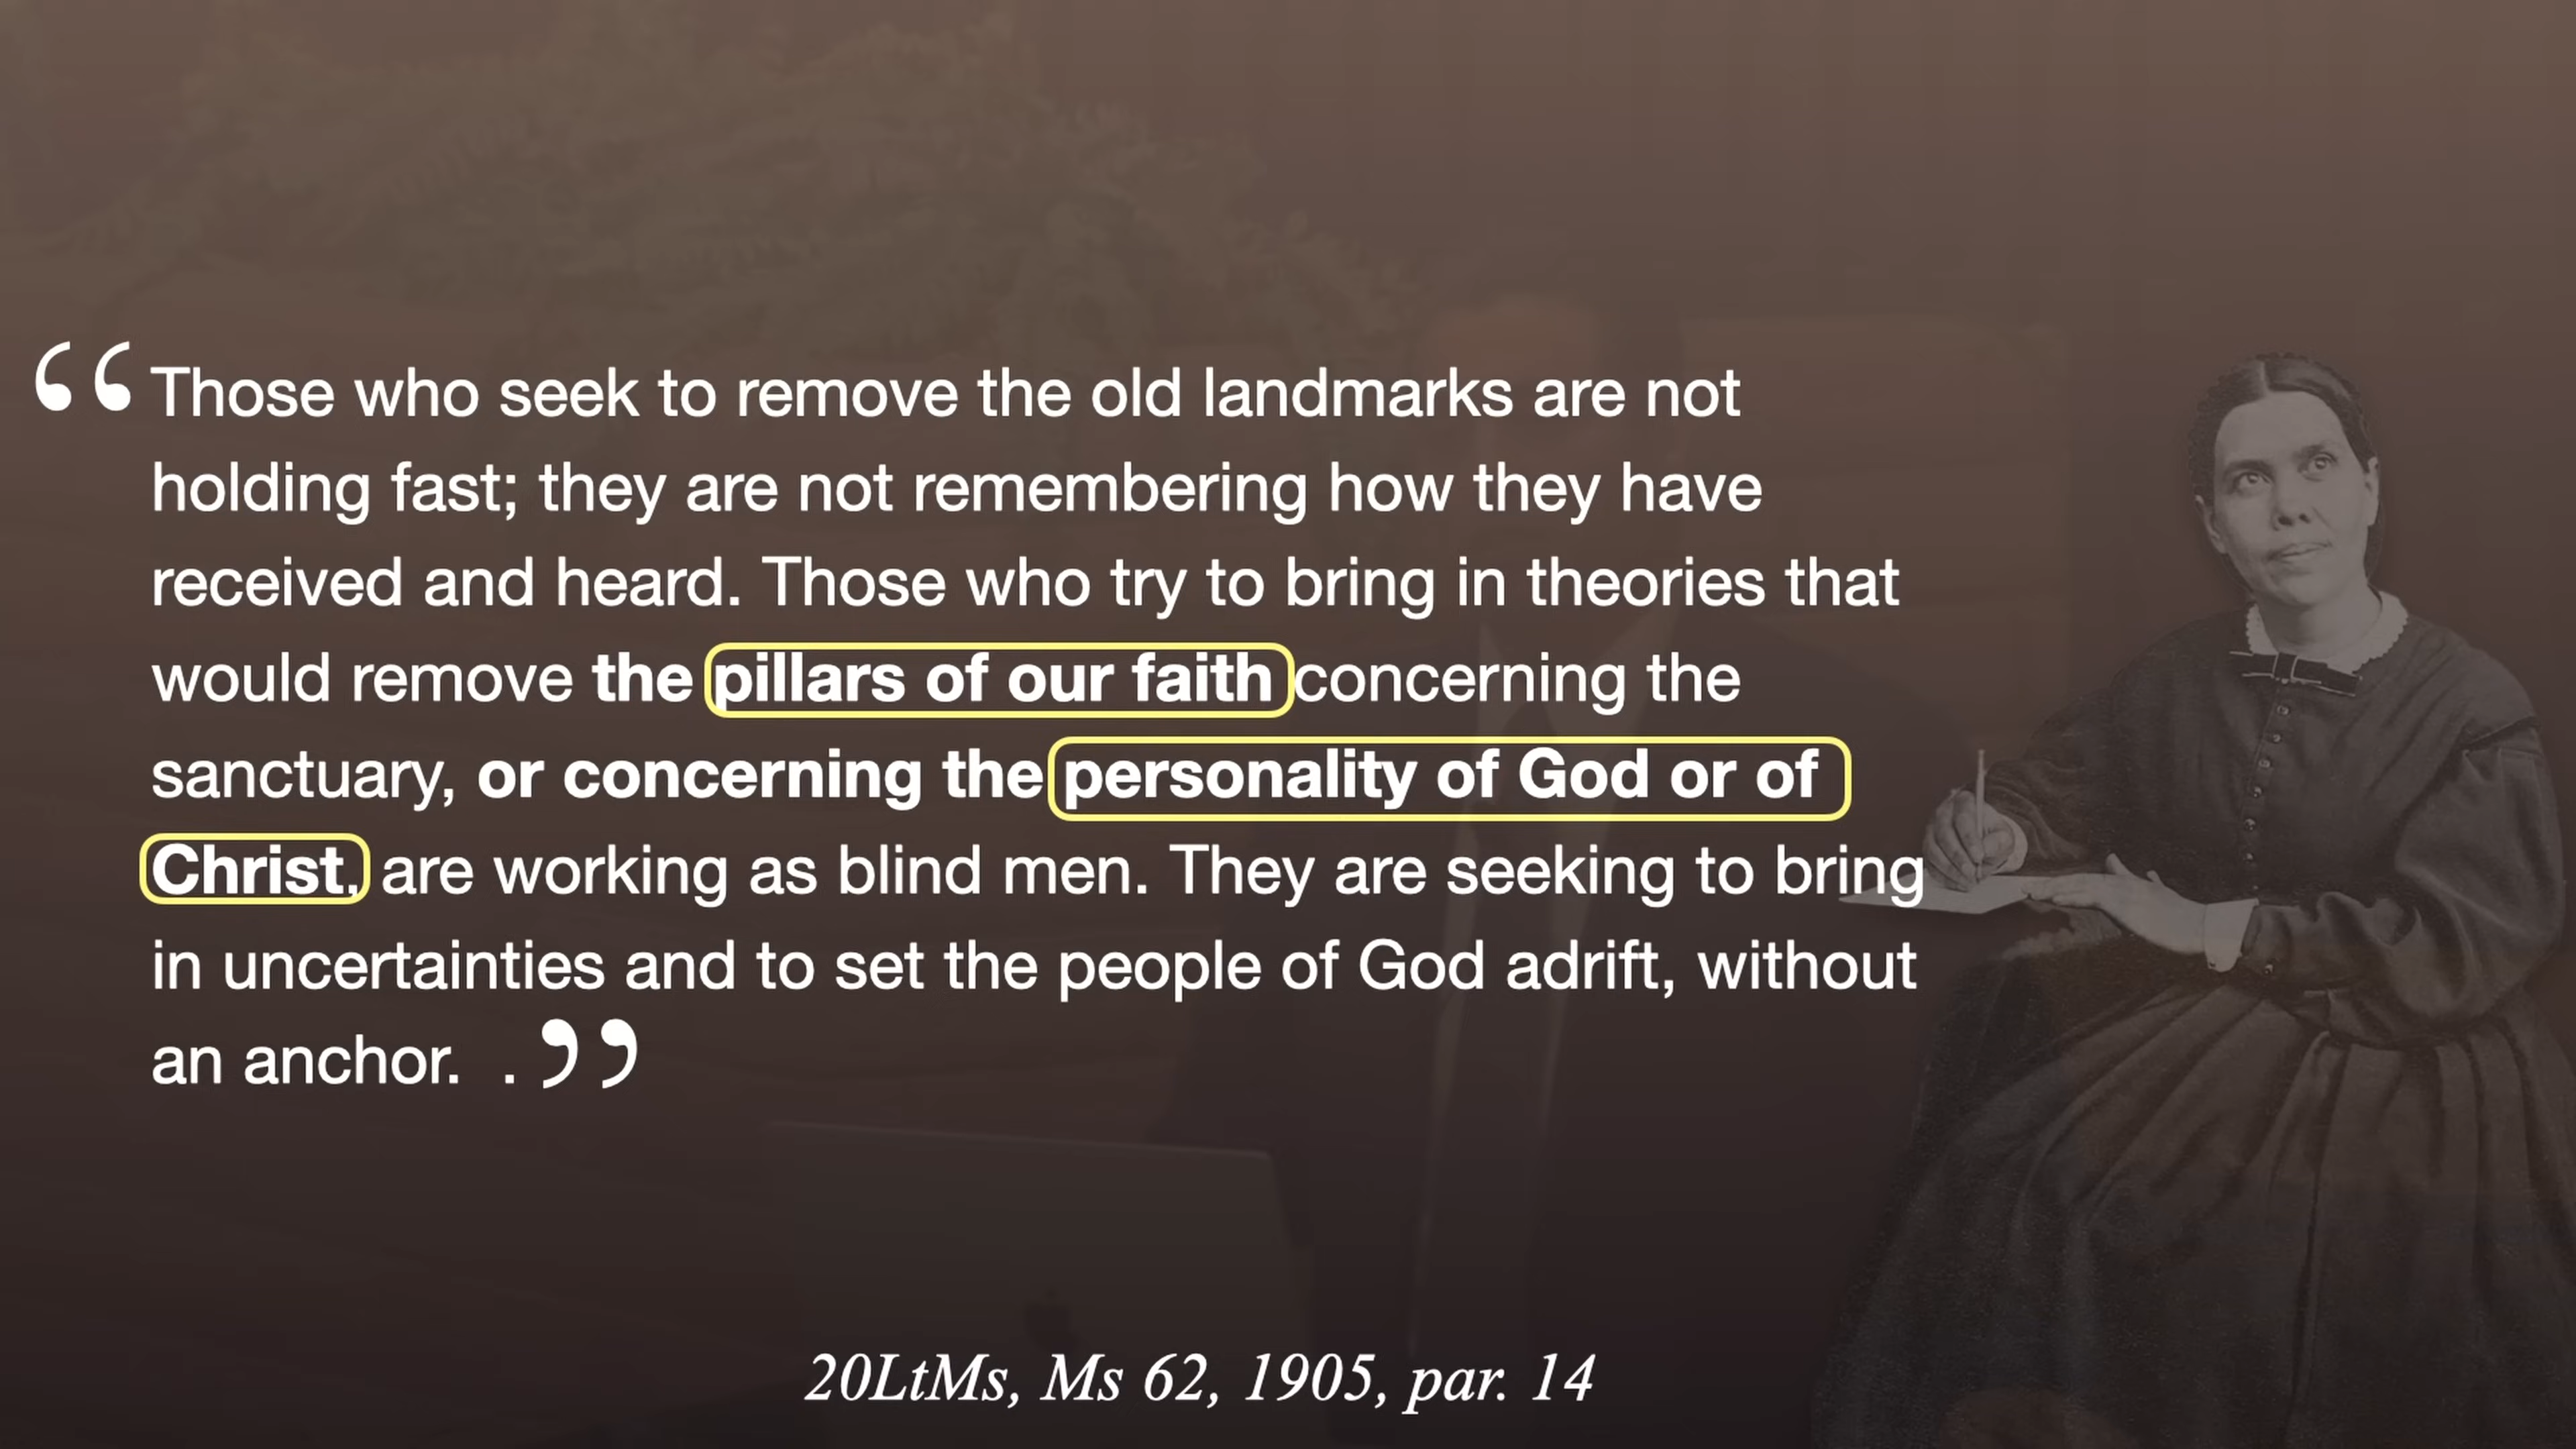 “Those who seek to remove the old landmarks are not
holding fast; they are not remembering how they have
received and heard. Those who try to bring in theories that
would remove the pillars of our faith concerning the
sanctuary, or concerning the personality of God or of
Christ, are working as blind men. They are seeking to bring
in uncertainties and to set the people of God adrift, without
an anchor.  .”
20LtMs, Ms 62, 1905, par. 14